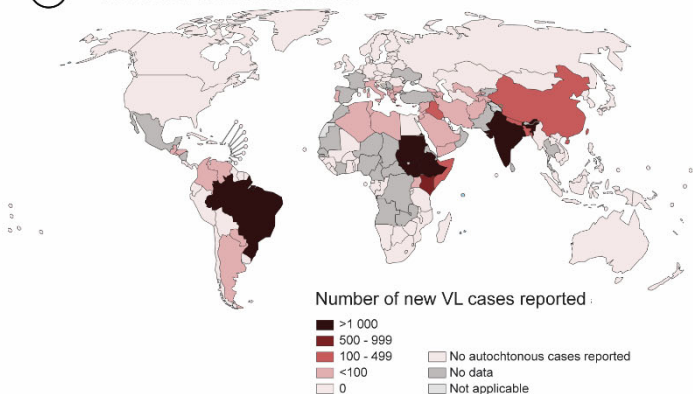 Number of new VL cases reported
>1 000
500 - 999
100 - 499
<100
0
No autochtonous cases reported
No data
Not applicable